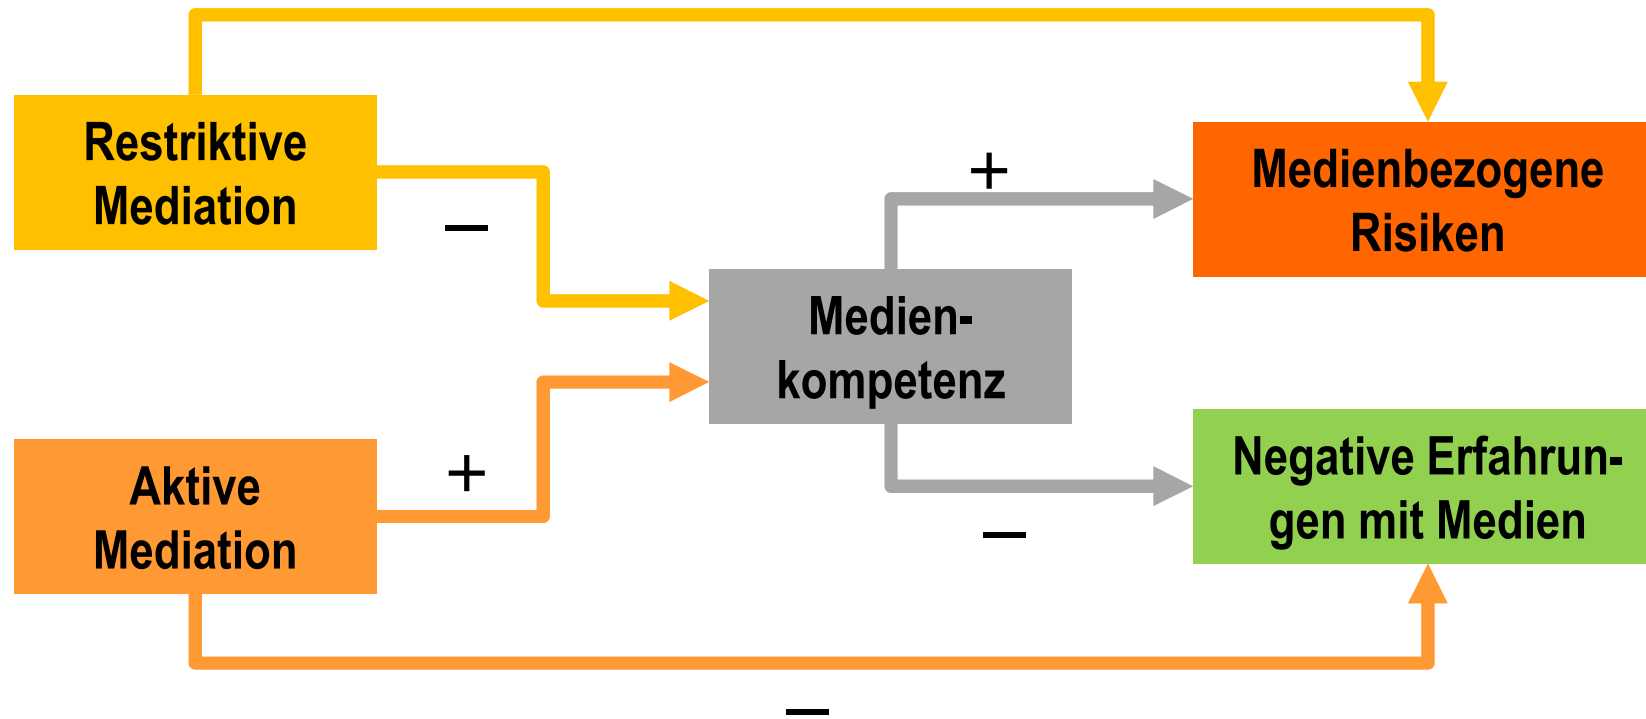 Restriktive
Mediation
–
+
Medienbezogene
Risiken
Medien-
kompetenz
Aktive
Mediation
+
–
Negative Erfahrun-
gen mit Medien
–